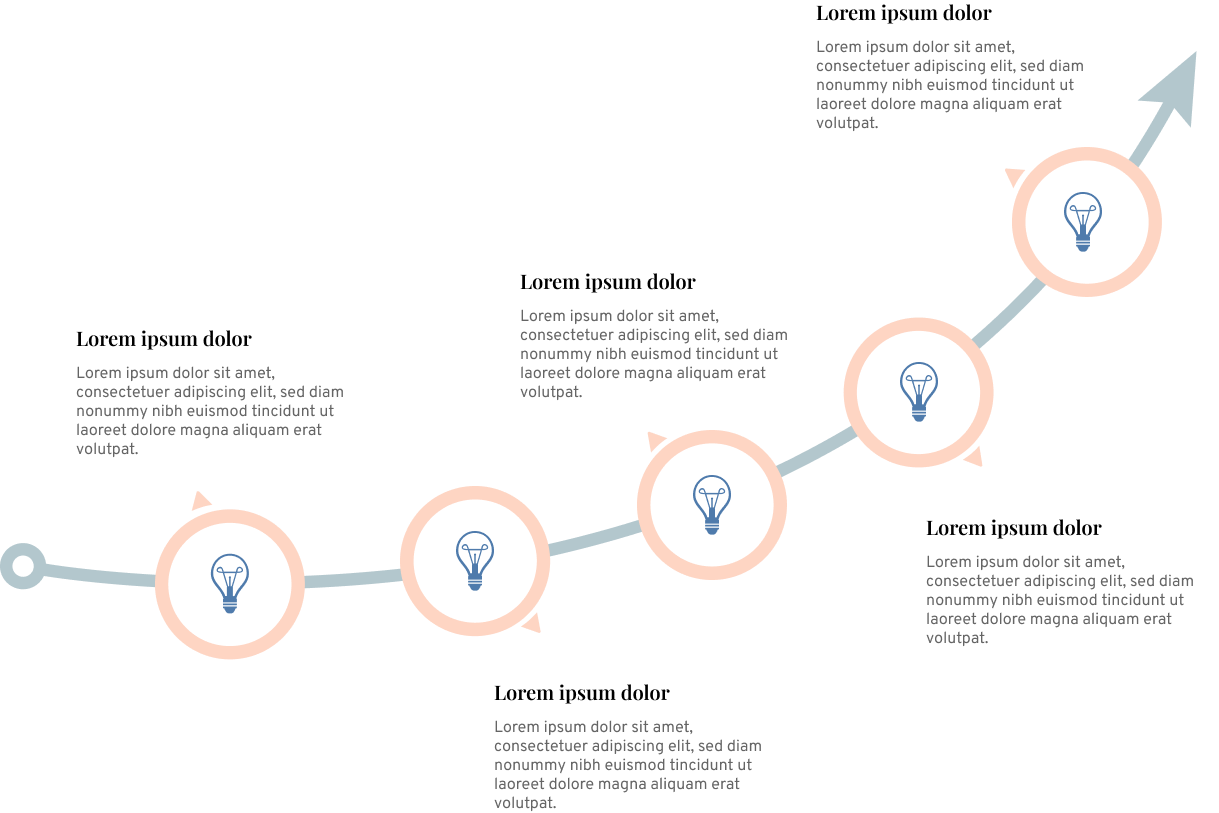 Lorem ipsum dolor
Lorem ipsum dolor sit amet,
consectetuer adipiscing elit, sed diam
nonummy nibh euismod tincidunt ut
laoreet dolore magna aliquam erat
volutpat.
Lorem ipsum dolor
Lorem ipsum dolor sit amet,
consectetuer adipiscing elit, sed diam
nonummy nibh euismod tincidunt ut
laoreet dolore magna aliquam erat
volutpat.
Lorem ipsum dolor
Lorem ipsum dolor sit amet,
consectetuer adipiscing elit, sed diam
nonummy nibh euismod tincidunt ut
laoreet dolore magna aliquam erat
volutpat.
Lorem ipsum dolor
Lorem ipsum dolor sit amet,
consectetuer adipiscing elit, sed diam
nonummy nibh euismod tincidunt ut
laoreet dolore magna aliquam erat
volutpat.
Lorem ipsum dolor
Lorem ipsum dolor sit amet,
consectetuer adipiscing elit, sed diam
nonummy nibh euismod tincidunt ut
laoreet dolore magna aliquam erat
volutpat.